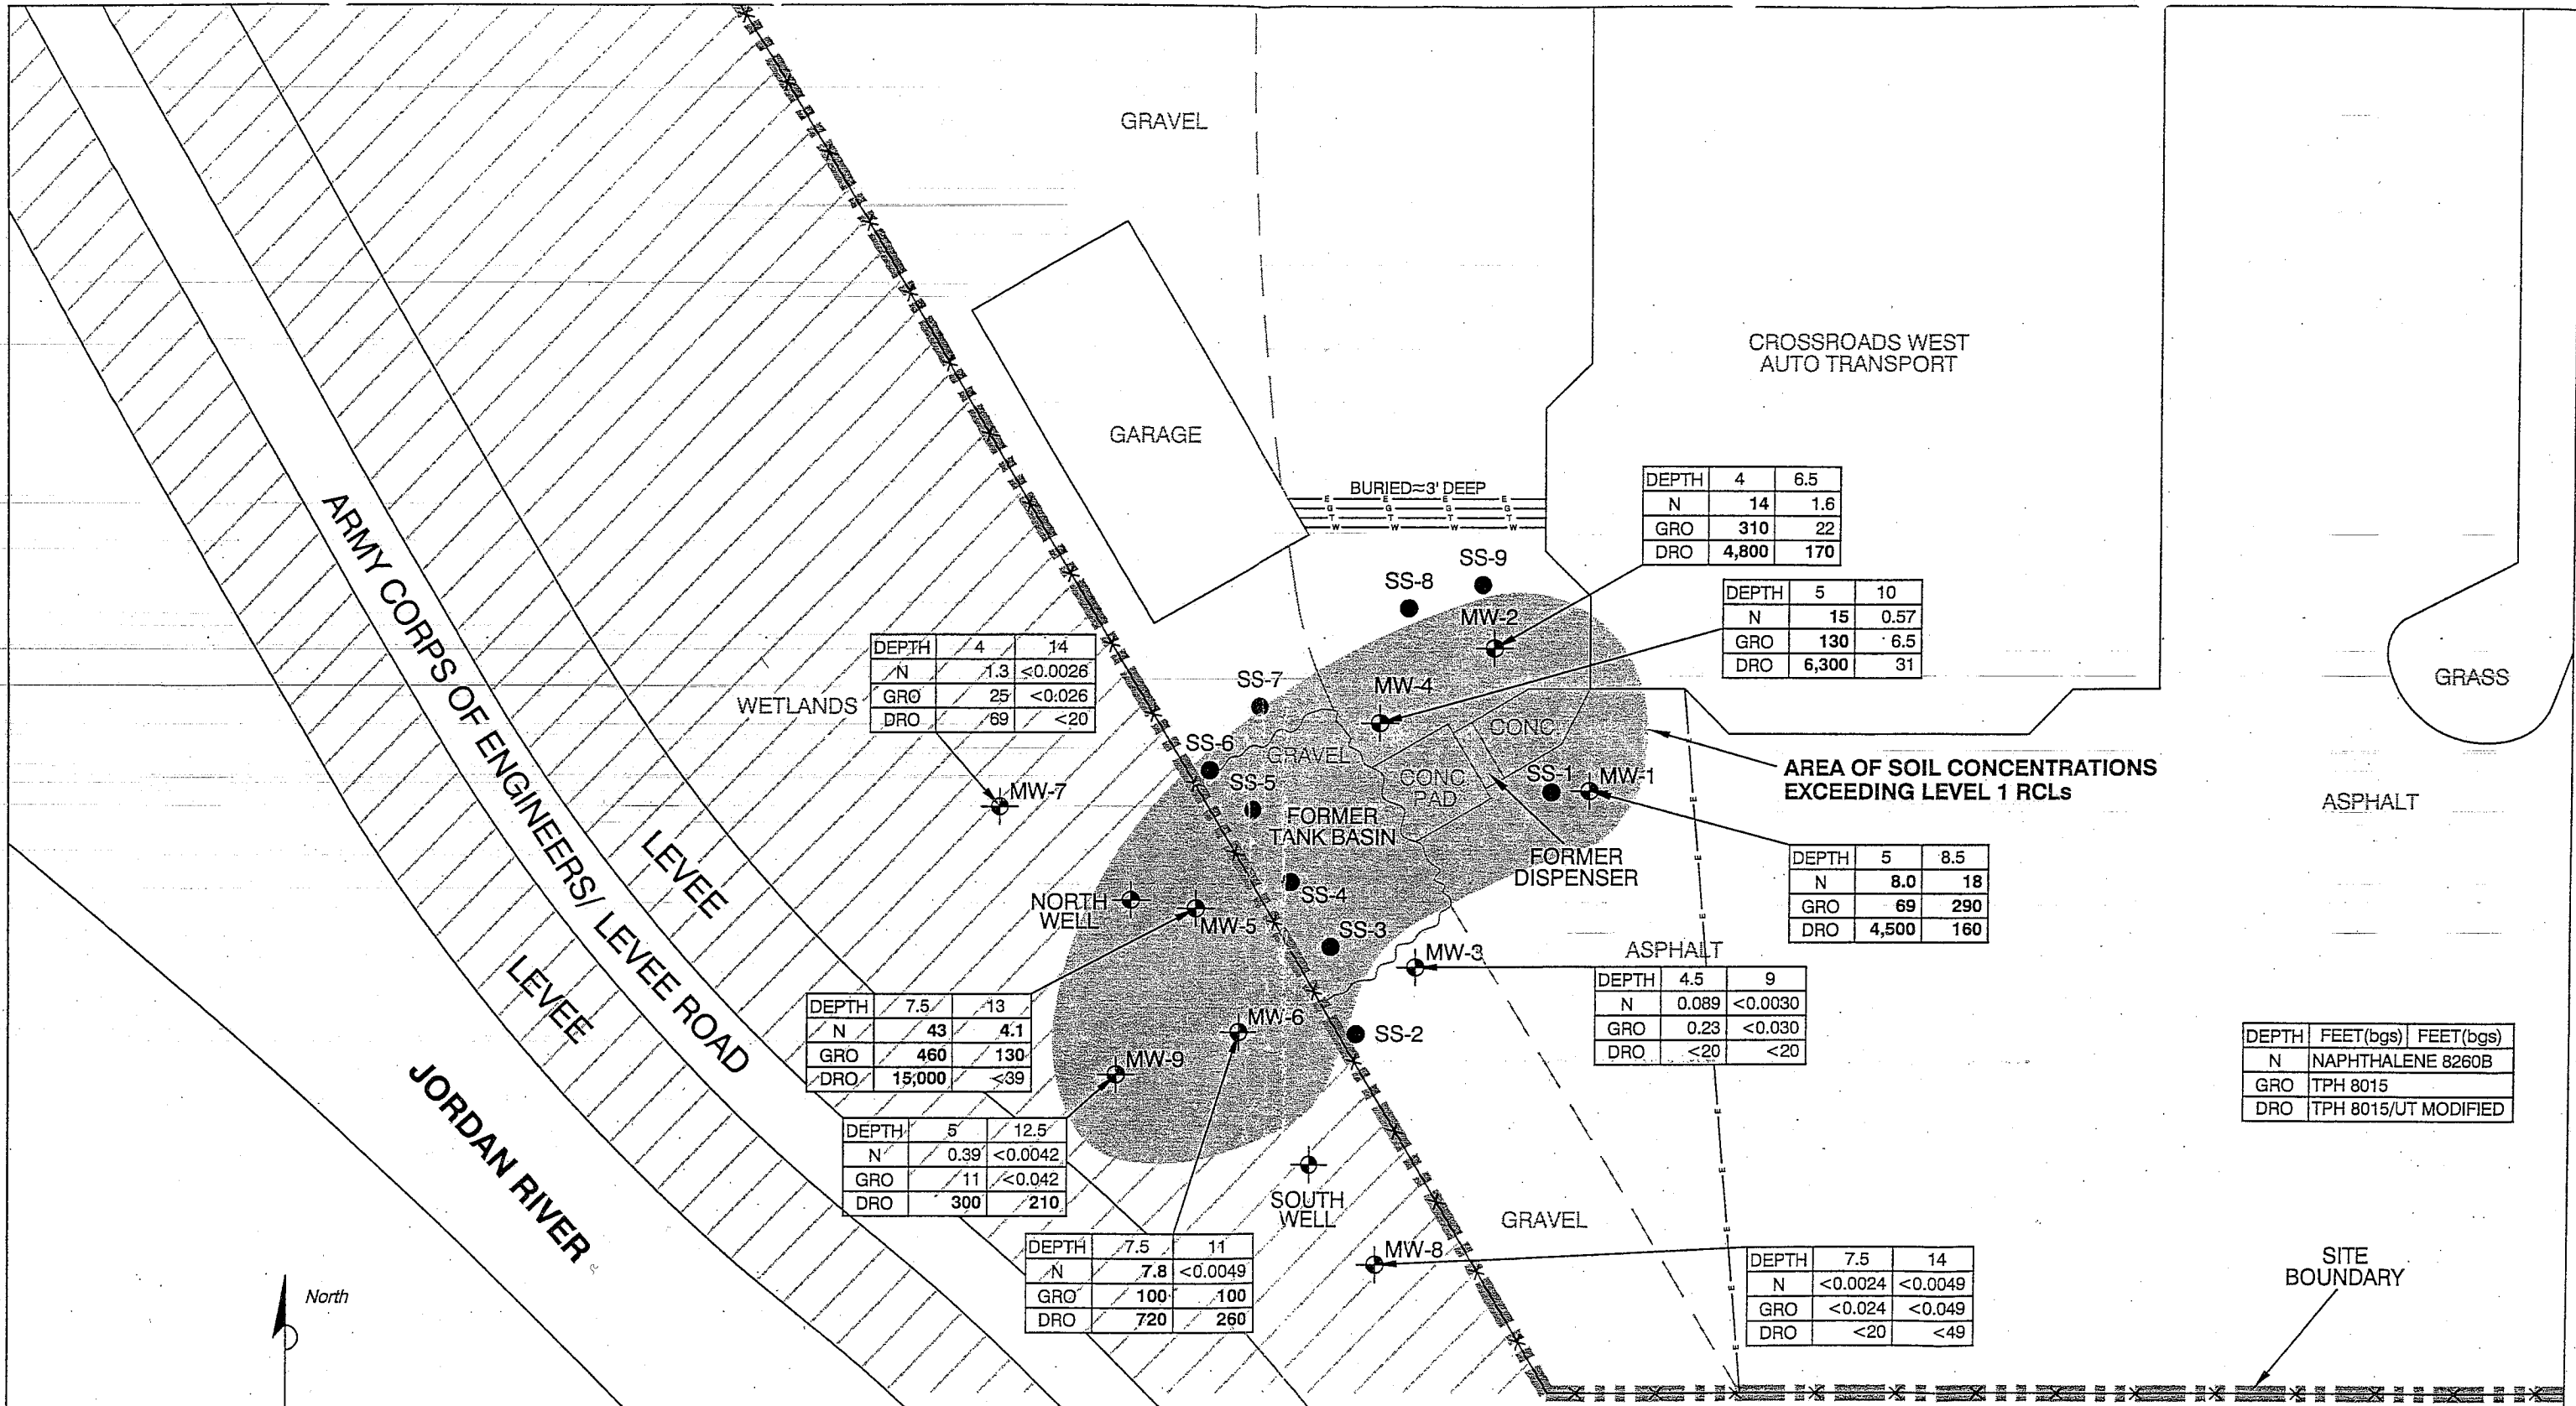 GRAVEL
CROSSROADS WEST
AUTO TRANSPORT
GARAGE
BURIED≈3' DEEP
E E E E
G G G G
T T T T
W W W W
DEPTH 4 6.5
N 14 1.6
GRO 310 22
DRO 4,800 170
SS-9
SS-8
MW-2
DEPTH 5 10
N 15 0.57
GRO 130 6.5
DRO 6,300 31
DEPTH 4 14
N 1.3 <0.0026
GRO 25 <0.026
DRO 69 <20
WETLANDS
SS-7
MW-4
GRASS
CONC
SS-6
GRAVEL
SS-5
CONC
PAD
SS-1
MW-1
AREA OF SOIL CONCENTRATIONS
EXCEEDING LEVEL 1 RCLs
ASPHALT
MW-7
FORMER
TANK BASIN
FORMER
DISPENSER
ARMY CORPS OF ENGINEERS/ LEVEE ROAD
LEVEE
LEVEE
JORDAN RIVER
DEPTH 5 8.5
N 8.0 18
GRO 69 290
DRO 4,500 160
NORTH
WELL
MW-5
SS-4
SS-3
MW-3
ASPHALT
DEPTH 4.5 9
N 0.089 <0.0030
GRO 0.23 <0.030
DRO <20 <20
DEPTH 7.5 13
N 43 4.1
GRO 460 130
DRO 15,000 <39
MW-6
SS-2
MW-9
DEPTH FEET(bgs) FEET(bgs)
N NAPHTHALENE 8260B
GRO TPH 8015
DRO TPH 8015/UT MODIFIED
DEPTH 5 12.5
N 0.39 <0.0042
GRO 11 <0.042
DRO 300 210
SOUTH
WELL
GRAVEL
DEPTH 7.5 11
N 7.8 <0.0049
GRO 100 100
DRO 720 260
MW-8
DEPTH 7.5 14
N <0.0024 <0.0049
GRO <0.024 <0.049
DRO <20 <49
SITE
BOUNDARY
North
E
E
E
E
E
E